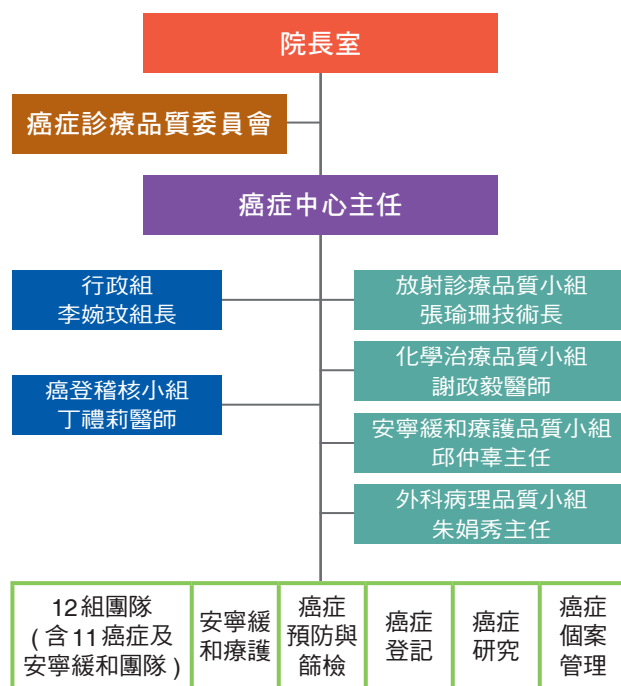 院長室
癌症診療品質委員會
癌症中心主任
行政組
李婉玟組長
癌登稽核小組
丁禮莉醫師
放射診療品質小組
張瑜珊技術長
化學治療品質小組
謝政毅醫師
安寧緩和療護品質小組
邱仲峯主任
外科病理品質小組
朱娟秀主任
12組團隊
(含11癌症及
安寧緩和團隊)
安寧緩
和療護
癌症
預防與
篩檢
癌症
登記
癌症
研究
癌症
個案
管理